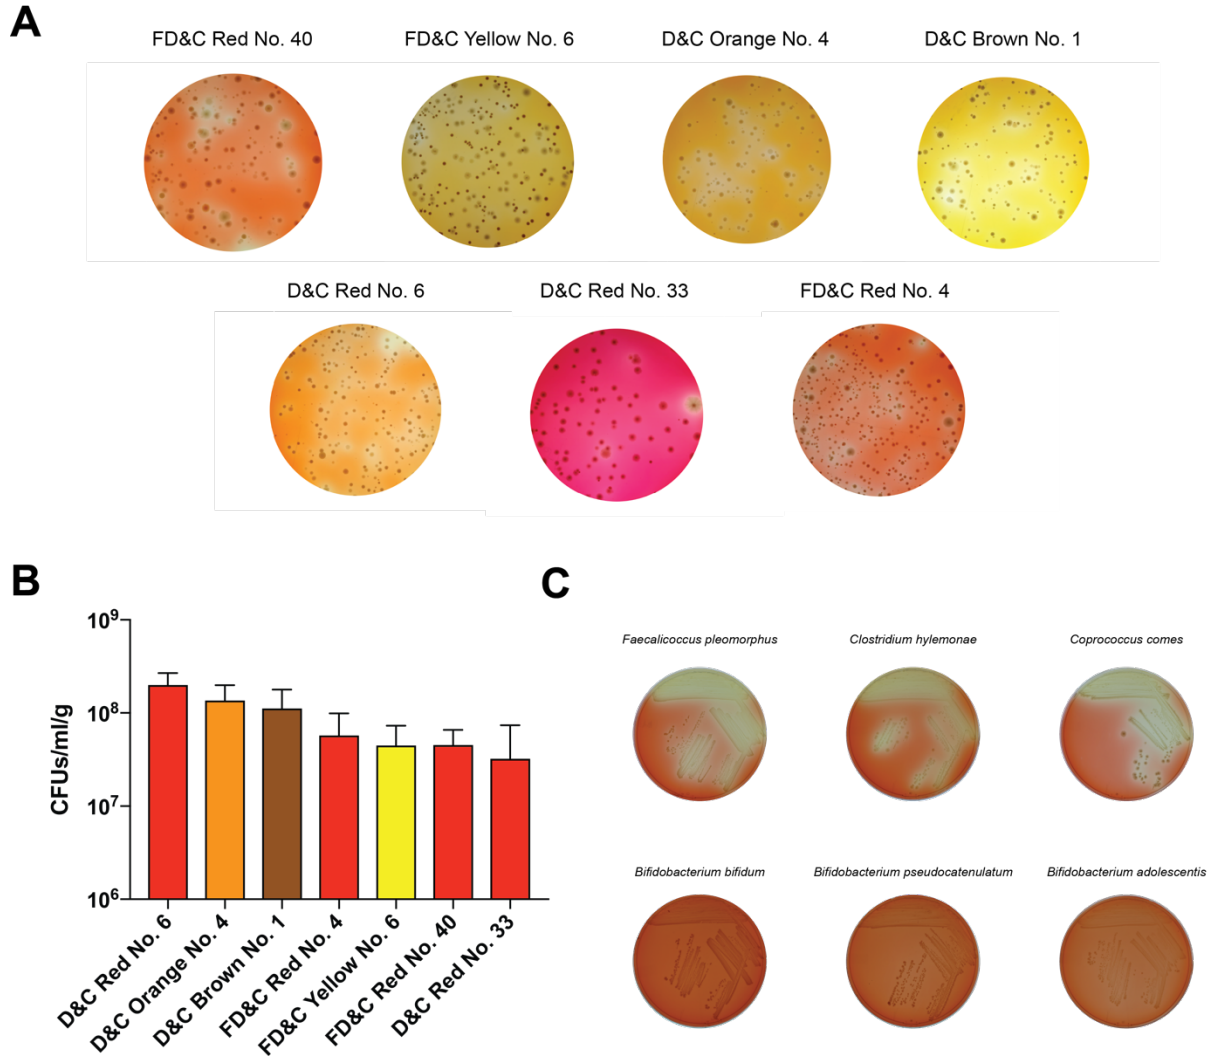 A
FD&C Red No. 40
FD&C Yellow No. 6
D&C Orange No. 4
D&C Brown No. 1
D&C Red No. 6
D&C Red No. 33
FD&C Red No. 4
B
CFUs/ml/g
10⁹
10⁸
10⁷
10⁶
D&C Red No. 6
D&C Orange No. 4
D&C Brown No. 1
FD&C Red No. 4
FD&C Yellow No. 6
FD&C Red No. 40
D&C Red No. 33
C
Faecalicoccus pleomorphus
Clostridium hylemonae
Coprococcus comes
Bifidobacterium bifidum
Bifidobacterium pseudocatenulatum
Bifidobacterium adolescentis